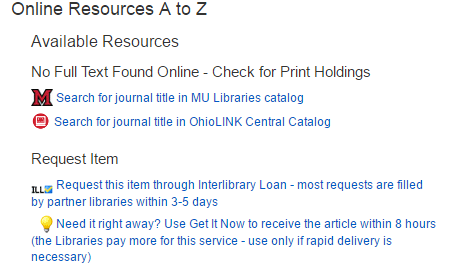 Online Resources A to Z
Available Resources
No Full Text Found Online - Check for Print Holdings
M Search for journal title in MU Libraries catalog
Search for journal title in OhioLINK Central Catalog
Request Item
ILL Request this item through Interlibrary Loan - most requests are filled
by partner libraries within 3-5 days
Need it right away? Use Get It Now to receive the article within 8 hours
(the Libraries pay more for this service - use only if rapid delivery is
necessary)